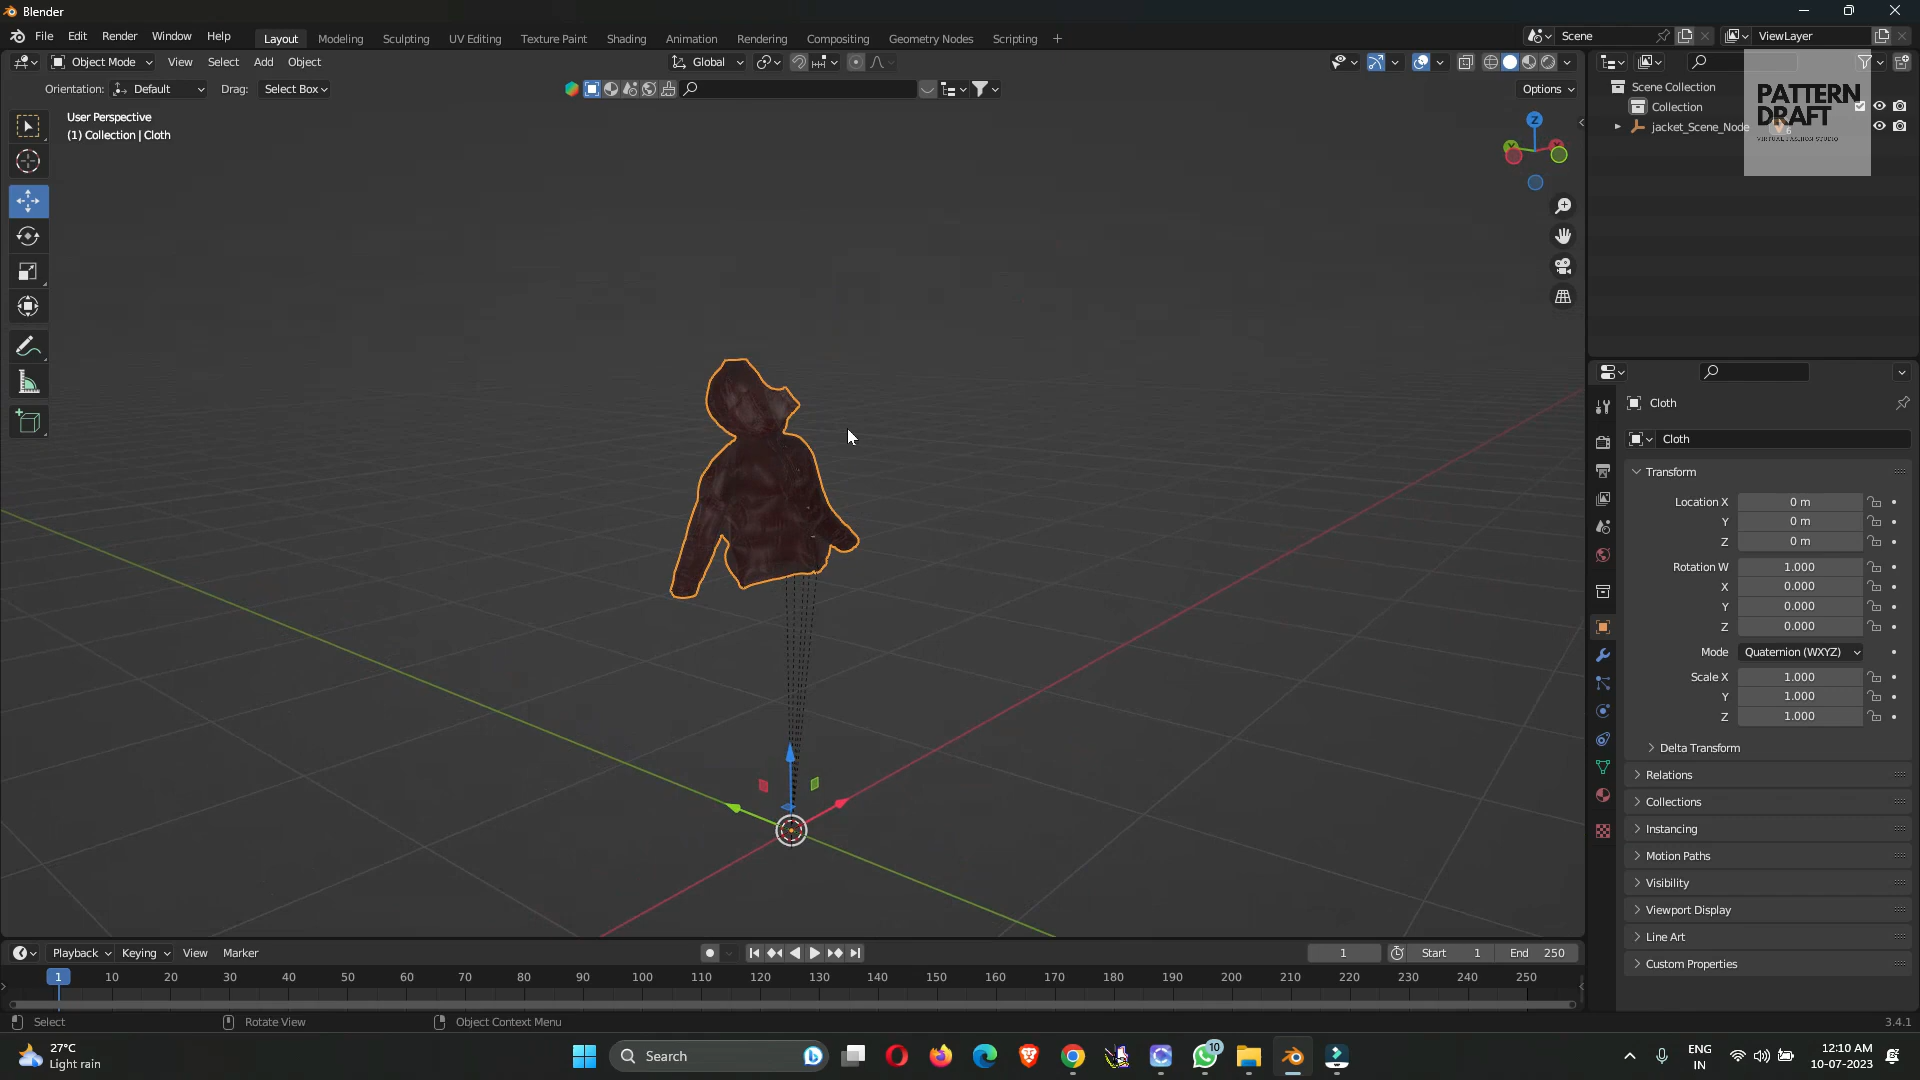 Blender
File Edit Render Window Help
Layout Modeling Sculpting UV Editing Texture Paint Shading Animation Rendering Compositing Geometry Nodes Scripting +
Scene ViewLayer
Object Mode View Select Add Object Global
Orientation: Default Drag: Select Box Options
User Perspective
(1) Collection | Cloth
Z
Scene Collection
Collection
jacket_Scene_Node 6
PATTERN
DRAFT
VIRTUAL FASHION STUDIO
Cloth
Cloth
Transform
Location X 0 m
Y 0 m
Z 0 m
Rotation W 1.000
X 0.000
Y 0.000
Z 0.000
Mode Quaternion (WXYZ)
Scale X 1.000
Y 1.000
Z 1.000
Delta Transform
Relations
Collections
Instancing
Motion Paths
Visibility
Viewport Display
Line Art
Custom Properties
Playback Keying View Marker 1 Start 1 End 250
1 10 20 30 40 50 60 70 80 90 100 110 120 130 140 150 160 170 180 190 200 210 220 230 240 250
Select Rotate View Object Context Menu 3.4.1
27°C
Light rain
Search
10
ENG
IN
12:10 AM
10-07-2023